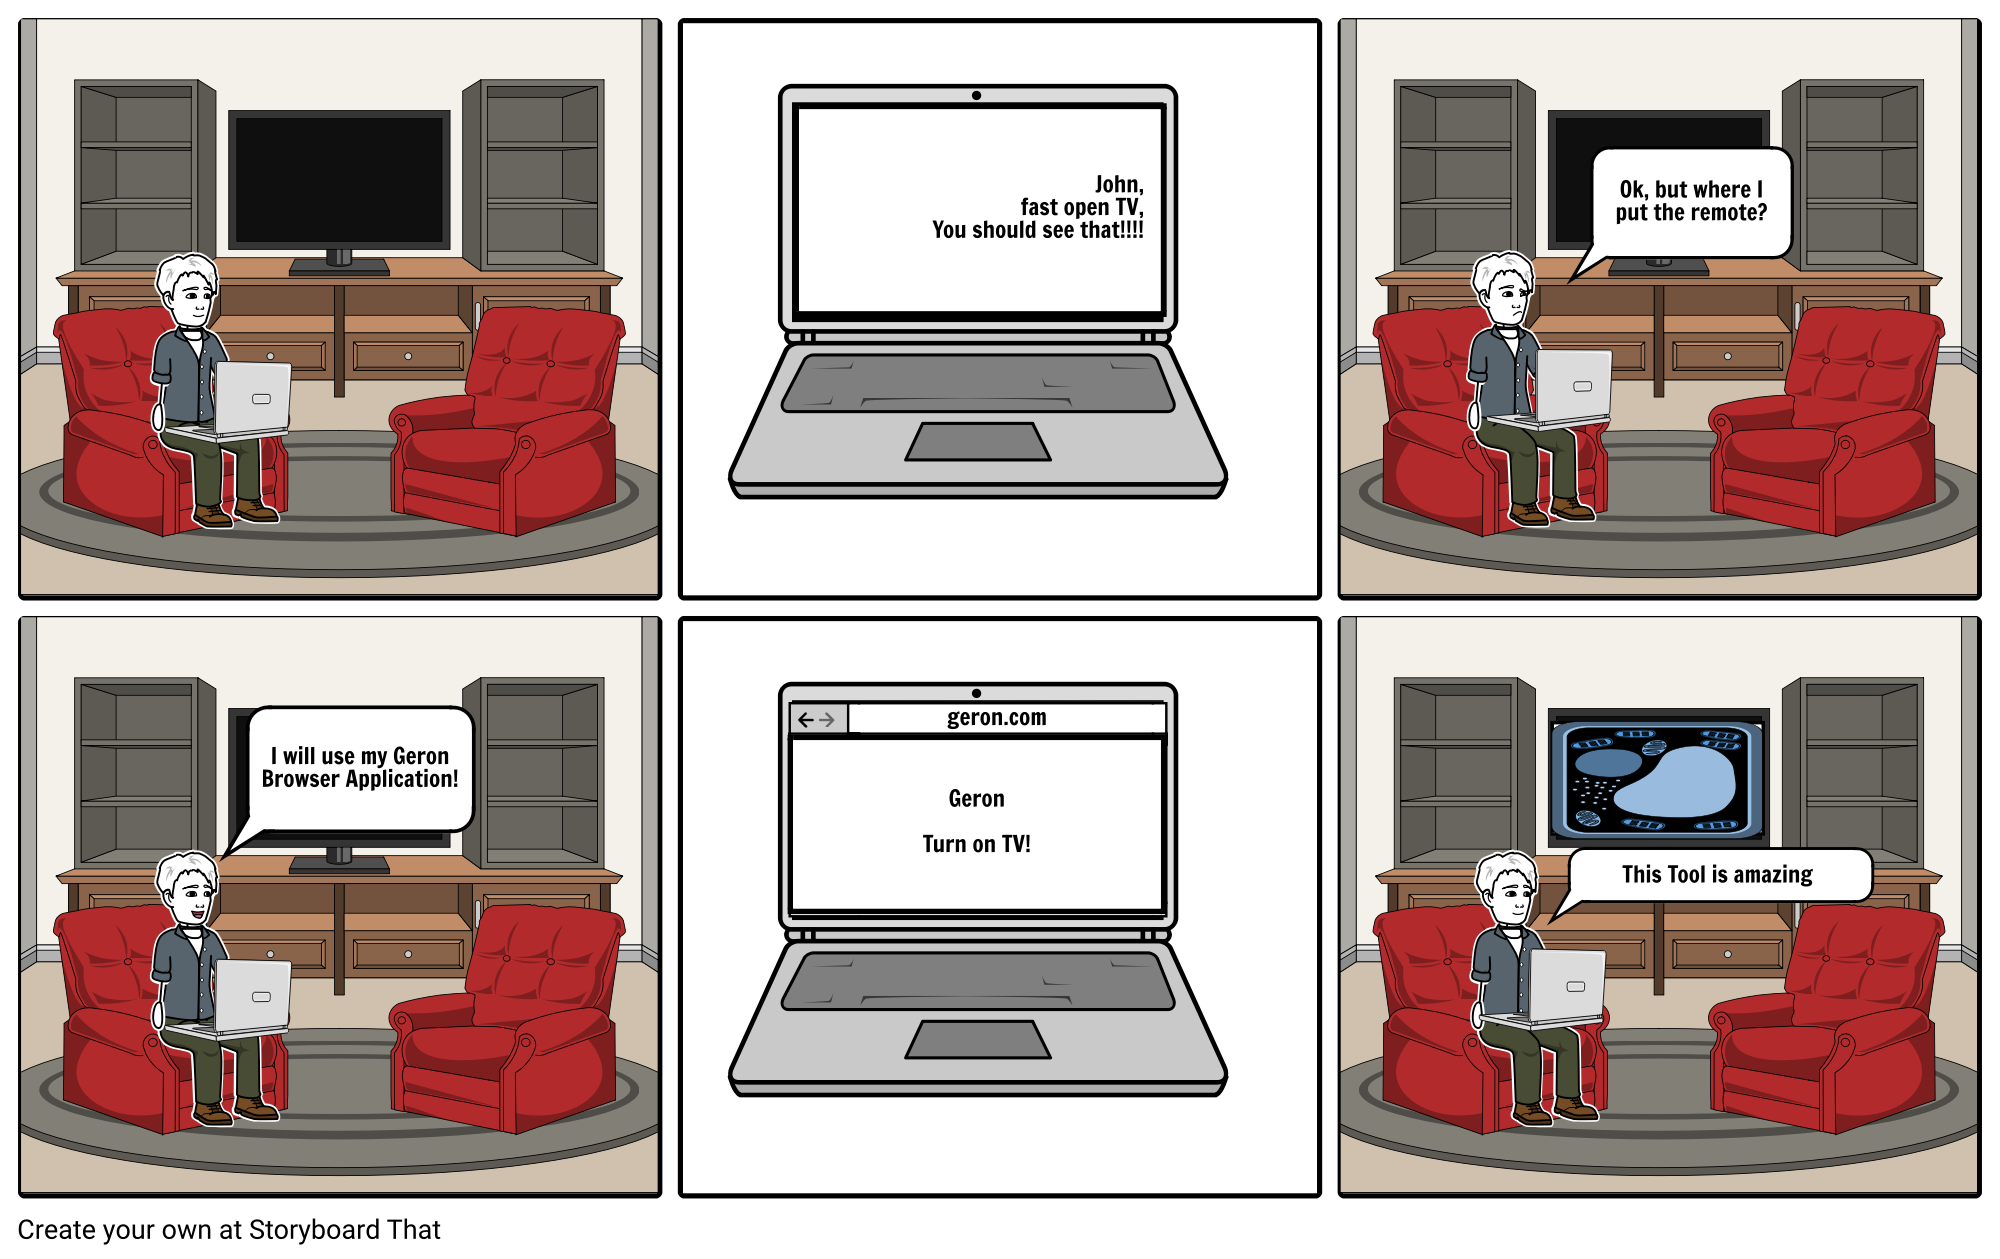 John,
fast open TV,
You should see that!!!!
Ok, but where I
put the remote?
I will use my Geron
Browser Application!
geron.com
Geron
Turn on TV!
This Tool is amazing
Create your own at Storyboard That